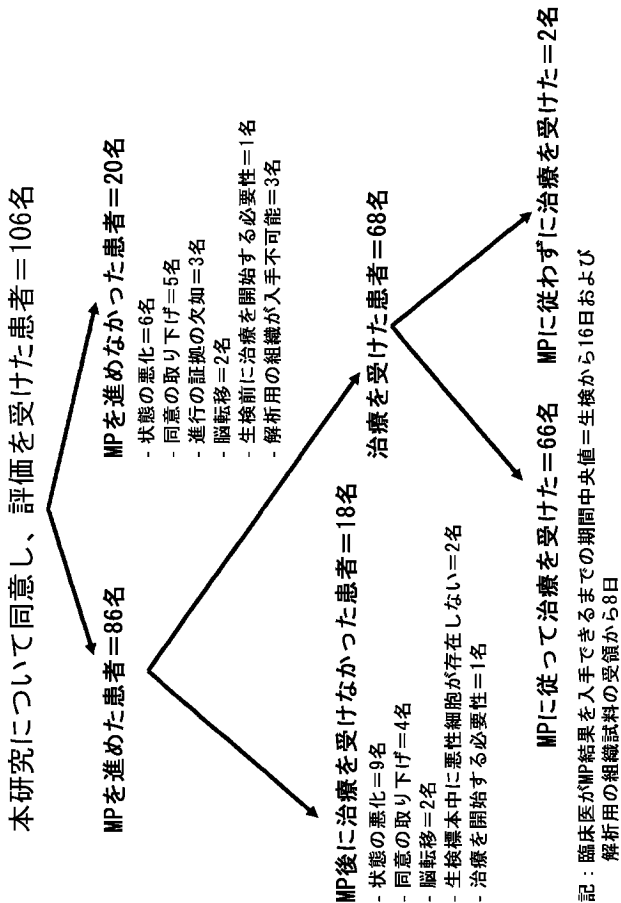 本研究について同意し、評価を受けた患者＝106名
MPを進めた患者＝86名
MPを進めなかった患者＝20名
- 状態の悪化＝6名
- 同意の取り下げ＝5名
- 進行の証拠の欠如＝3名
- 脳転移＝2名
- 生検前に治療を開始する必要性＝1名
- 解析用の組織が入手不可能＝3名
MP後に治療を受けなかった患者＝18名
- 状態の悪化＝9名
- 同意の取り下げ＝4名
- 脳転移＝2名
- 生検標本中に悪性細胞が存在しない＝2名
- 治療を開始する必要性＝1名
治療を受けた患者＝68名
MPに従って治療を受けた＝66名
MPに従わずに治療を受けた＝2名
記：臨床医がMP結果を入手できるまでの期間中央値＝生検から16日および
解析用の組織試料の受領から8日